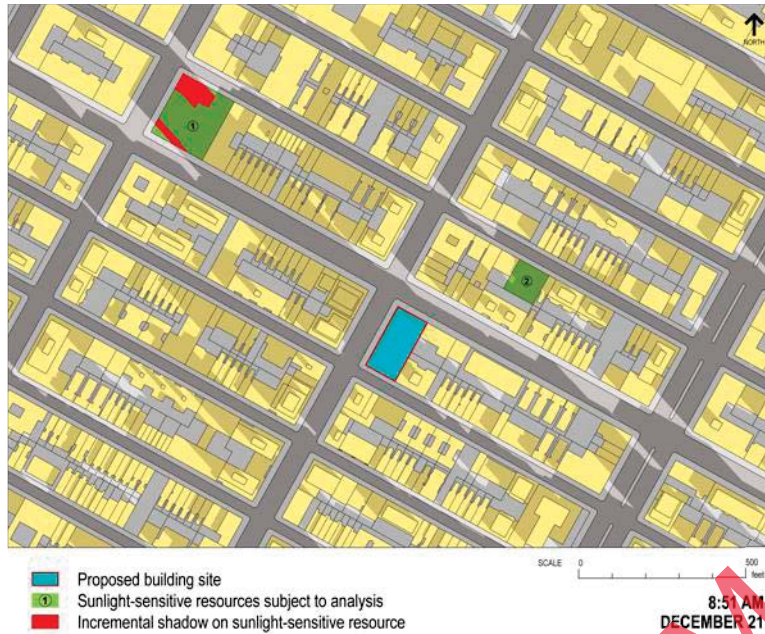 NORTH
①
②
SCALE 0 500
feet
Proposed building site
① Sunlight-sensitive resources subject to analysis
Incremental shadow on sunlight-sensitive resource
8:51 AM
DECEMBER 21